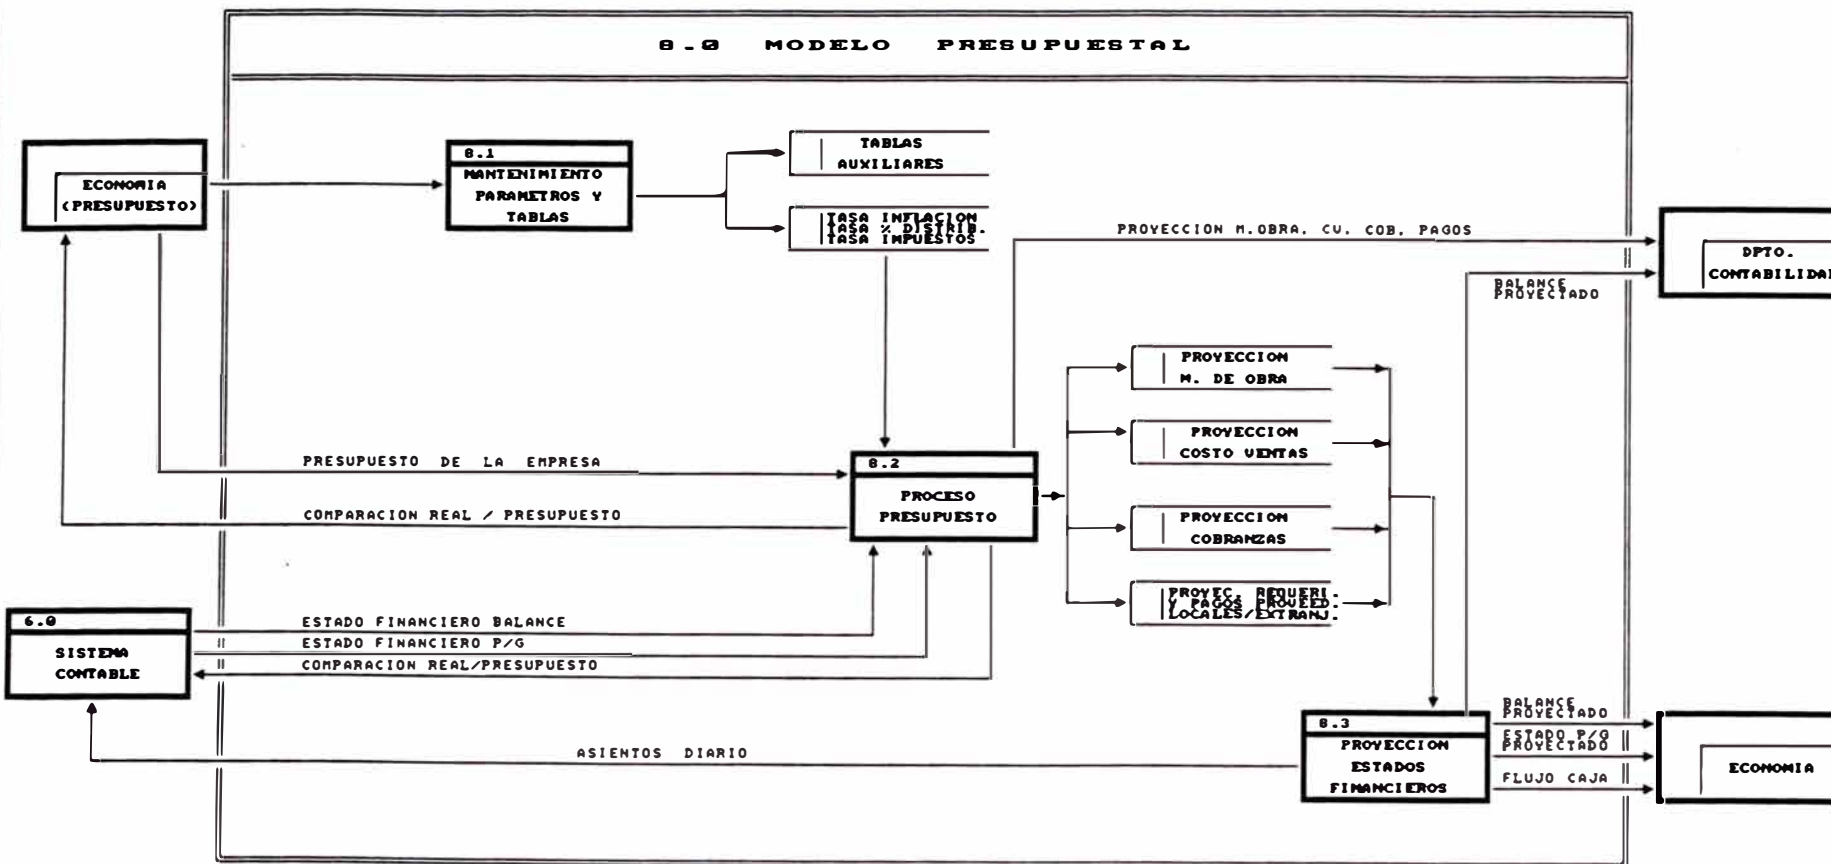 8.0 MODELO PRESUPUESTAL
ECONOMIA
(PRESUPUESTO)
8.1
MANTENIMIENTO
PARAMETROS Y
TABLAS
TABLAS
AUXILIARES
TASA INFLACION
TASA % DISTRIB.
TASA IMPUESTOS
PROYECCION M.OBRA. CV. COB. PAGOS
DPTO.
CONTABILIDAD
BALANCE
PROYECTADO
PROYECCION
M. DE OBRA
PROYECCION
COSTO VENTAS
PROYECCION
COBRANZAS
PROYEC. REQUERI.
Y PAGOS PROVEED.
LOCALES/EXTRANJ.
PRESUPUESTO DE LA EMPRESA
8.2
PROCESO
PRESUPUESTO
COMPARACION REAL / PRESUPUESTO
6.0
SISTEMA
CONTABLE
ESTADO FINANCIERO BALANCE
ESTADO FINANCIERO P/G
COMPARACION REAL/PRESUPUESTO
ASIENTOS DIARIO
8.3
PROYECCION
ESTADOS
FINANCIEROS
BALANCE
PROYECTADO
ESTADO P/G
PROYECTADO
FLUJO CAJA
ECONOMIA